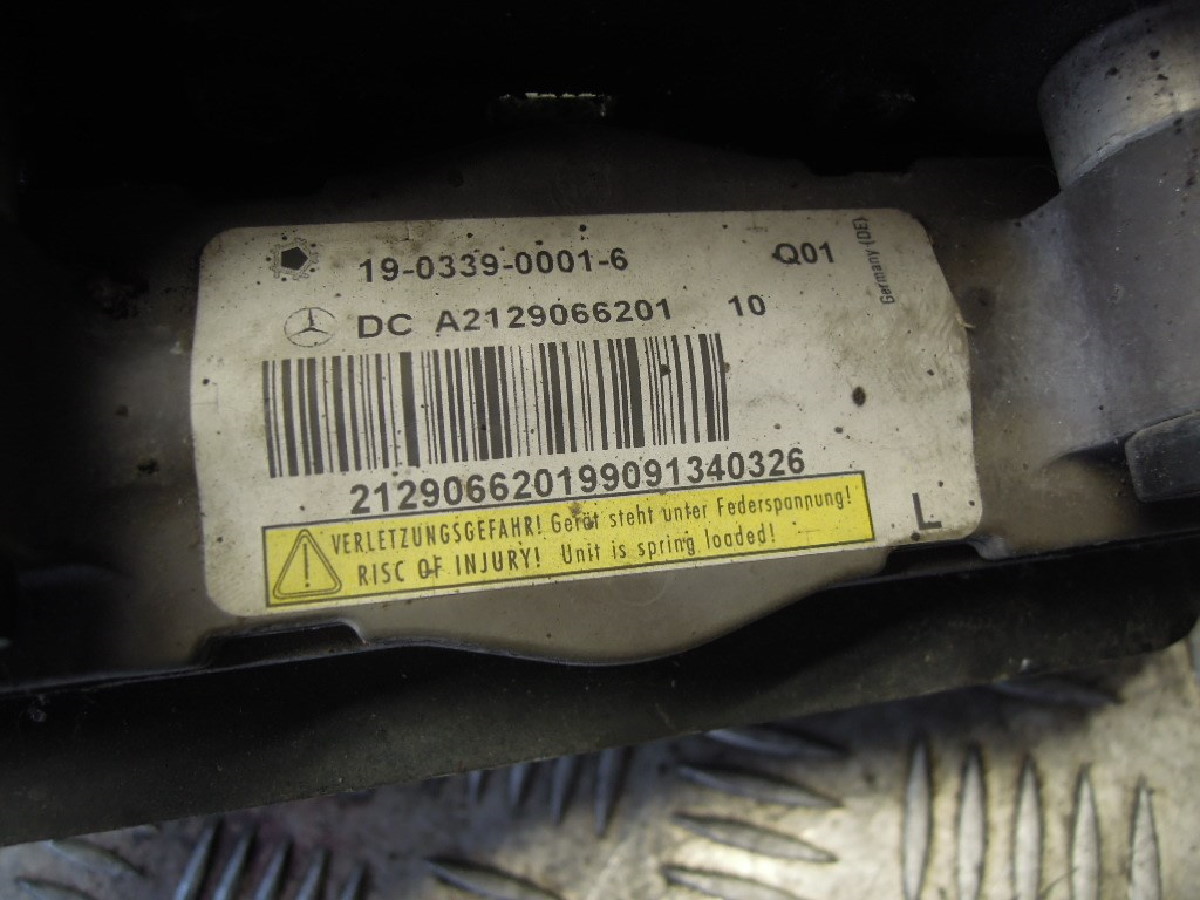 19-0339-0001-6 Q01
Germany (DE)
DC A2129066201 10
212906620199091340326
VERLETZUNGSGEFAHR! Gerät steht unter Federspannung!
RISC OF INJURY! Unit is spring loaded!
L